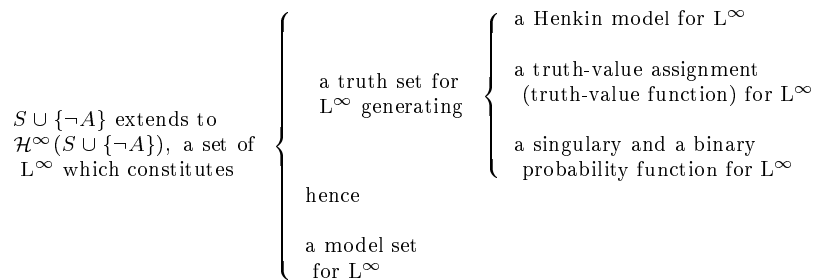 S ∪ {¬A} extends to
ℋ^∞(S ∪ {¬A}), a set of
L^∞ which constitutes
a truth set for
L^∞ generating
a Henkin model for L^∞
a truth-value assignment
(truth-value function) for L^∞
a singulary and a binary
probability function for L^∞
hence
a model set
for L^∞